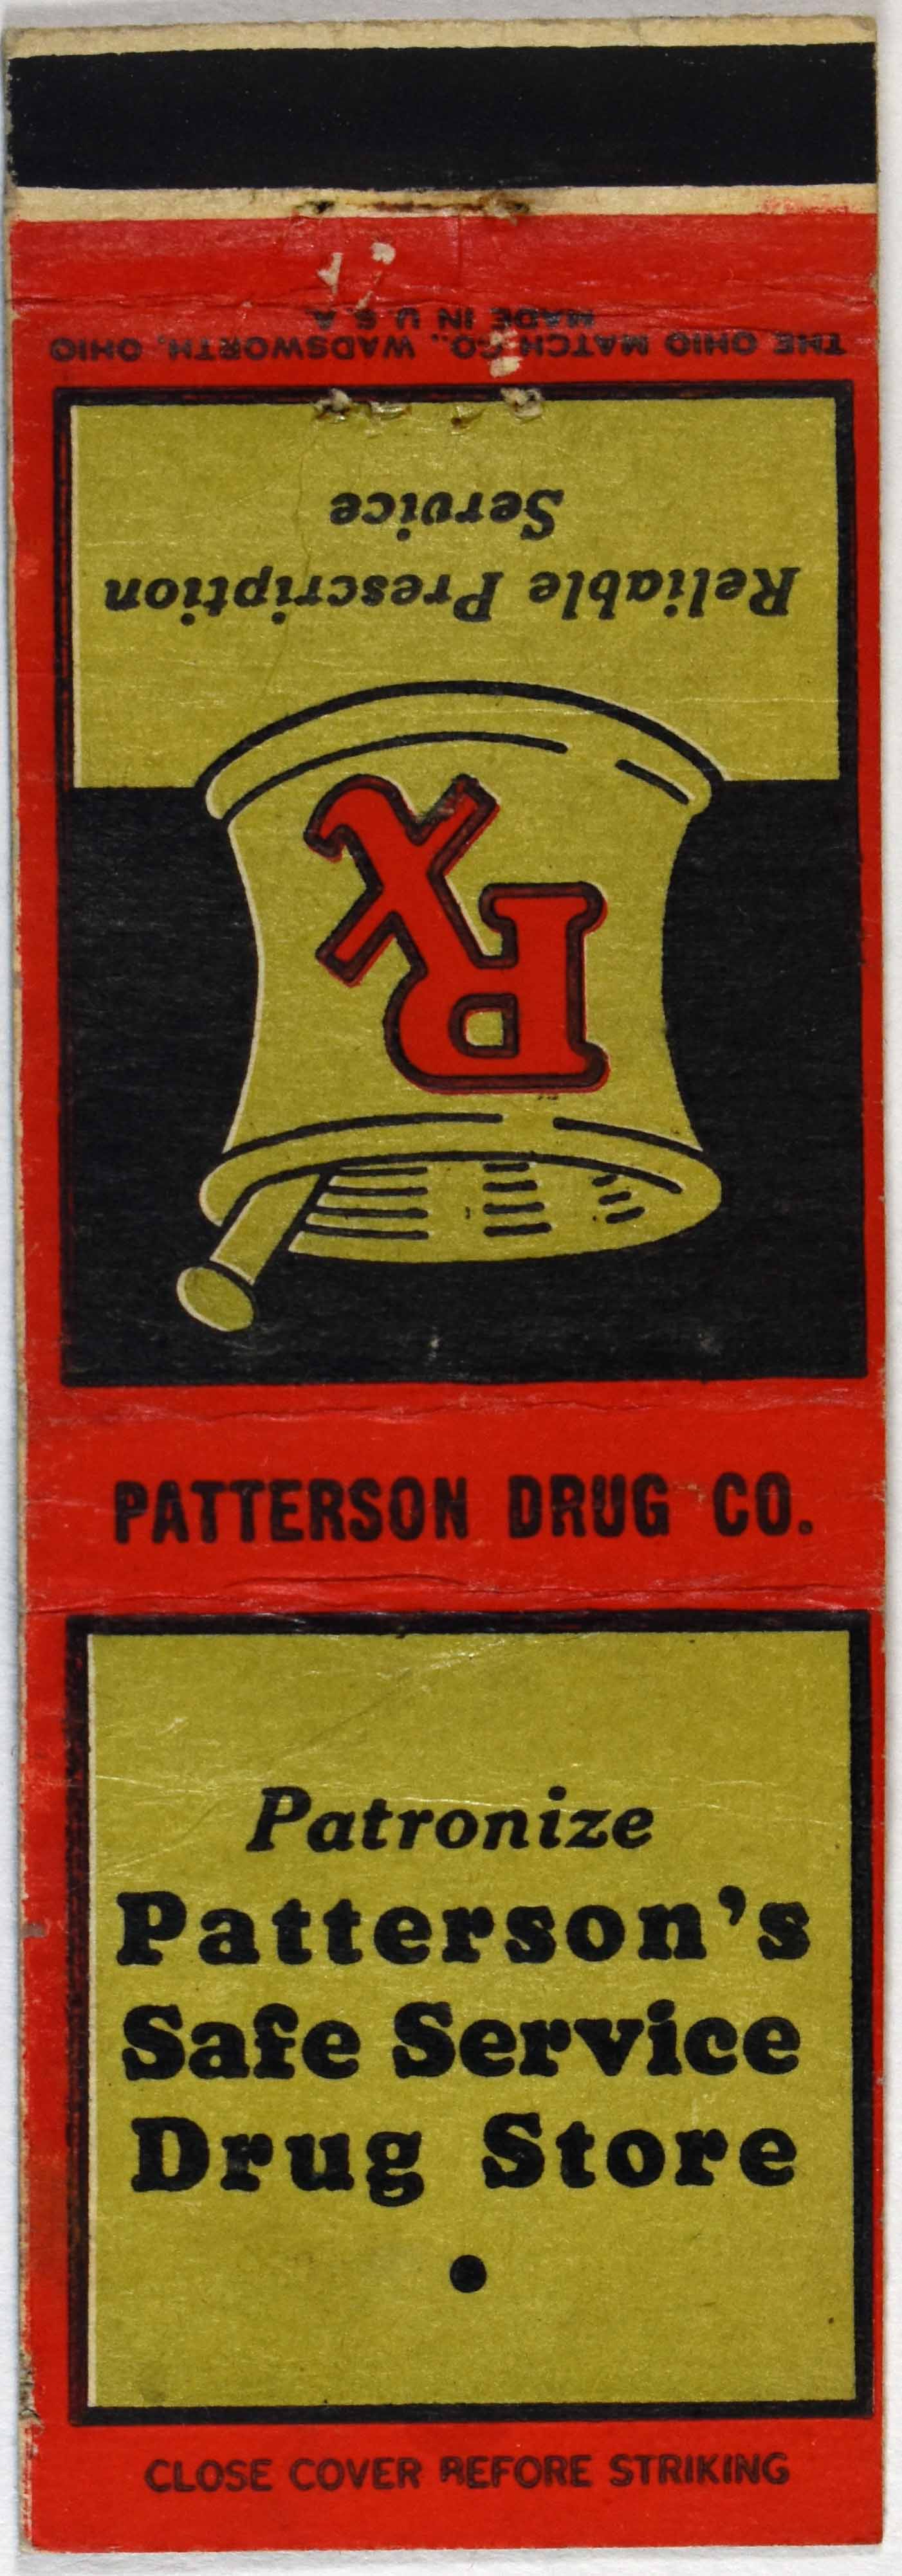 MADE IN U S A
THE OHIO MATCH CO., WADSWORTH, OHIO
Reliable Prescription
Service
Rx
PATTERSON DRUG CO.
Patronize
Patterson's
Safe Service
Drug Store
•
CLOSE COVER BEFORE STRIKING